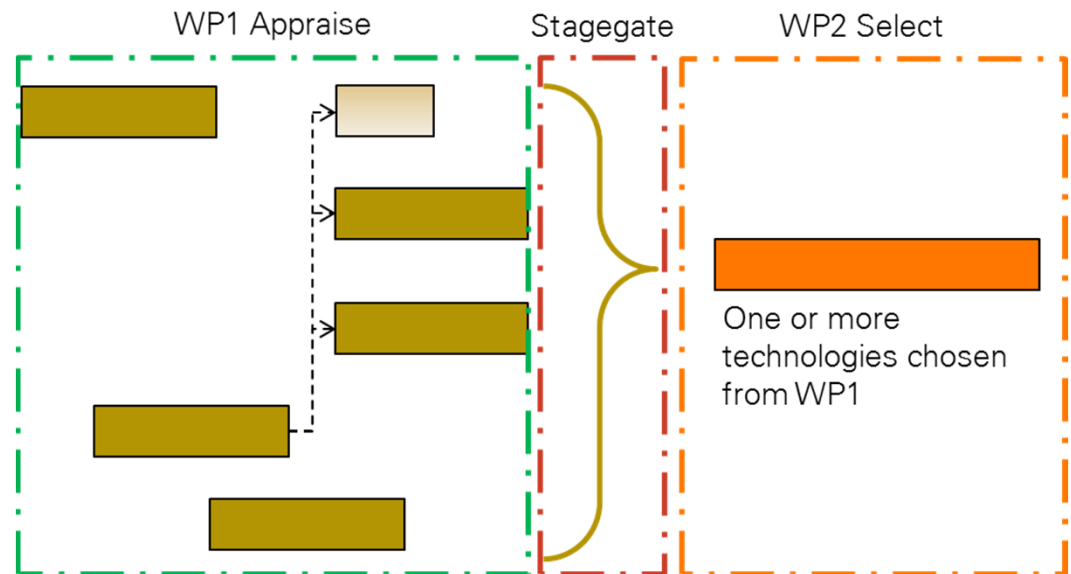 WP1 Appraise
Stagegate
WP2 Select
One or more
technologies chosen
from WP1